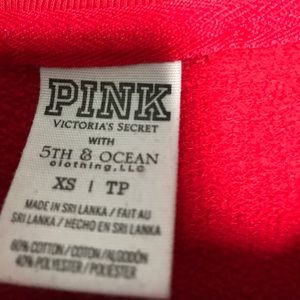 PINK
VICTORIA'S SECRET
WITH
5TH & OCEAN
clothing, LLC
XS | TP
MADE IN SRI LANKA / FAIT AU
SRI LANKA / HECHO EN SRI LANKA
60% COTTON / COTON / ALGODÓN
40% POLYESTER / POLIÉSTER